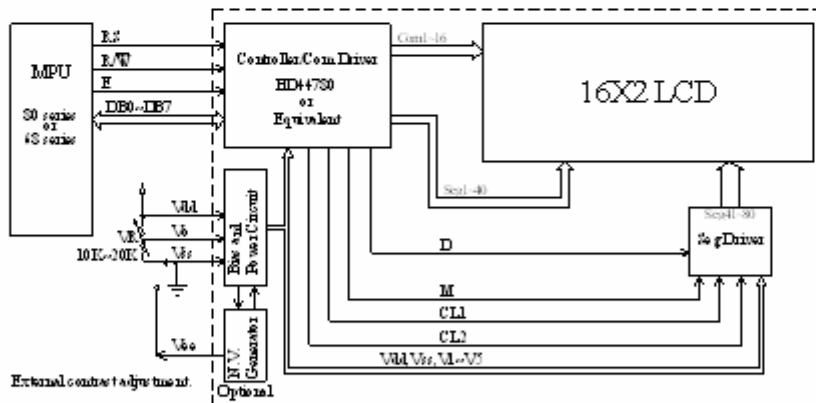 MPU
80 series
or
68 series
RS
R/W
E
DB0~DB7
Controller/Com Driver
HD44780
or
Equivalent
Com1~16
16X2 LCD
Seg1~40
Seg41~80
Seg Driver
D
M
CL1
CL2
Vdd, Vss, V1~V5
Bias and
Power Circuit
Vdd
Vo
Vss
VR
10K~20K
Vee
N.V.
Generator
Optional
External contrast adjustment.